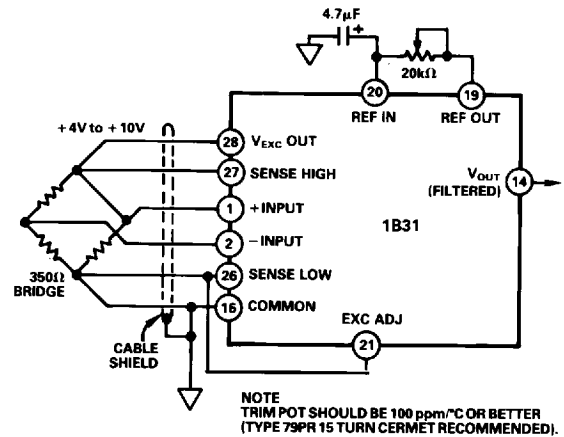 4.7µF
+
20kΩ
20
19
REF IN
REF OUT
+4V to +10V
28
VEXC OUT
27
SENSE HIGH
1
+INPUT
2
−INPUT
26
SENSE LOW
16
COMMON
VOUT
(FILTERED)
14
1B31
350Ω
BRIDGE
EXC ADJ
21
CABLE
SHIELD
NOTE
TRIM POT SHOULD BE 100 ppm/°C OR BETTER
(TYPE 79PR 15 TURN CERMET RECOMMENDED).